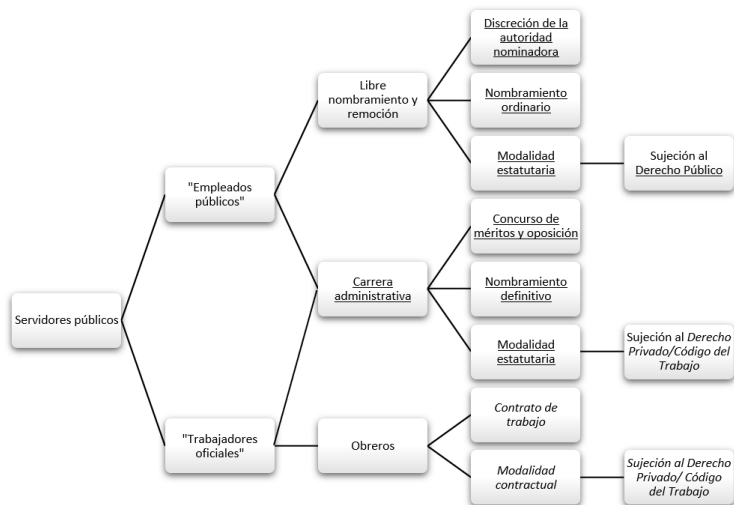 Servidores públicos
"Empleados
públicos"
Libre
nombramiento y
remoción
Discreción de la
autoridad
nominadora
Nombramiento
ordinario
Modalidad
estatutaria
Sujeción al
Derecho Público
Carrera
administrativa
Concurso de
méritos y oposición
Nombramiento
definitivo
Modalidad
estatutaria
Sujeción al Derecho
Privado/Código del
Trabajo
"Trabajadores
oficiales"
Obreros
Contrato de
trabajo
Modalidad
contractual
Sujeción al Derecho
Privado/ Código
del Trabajo